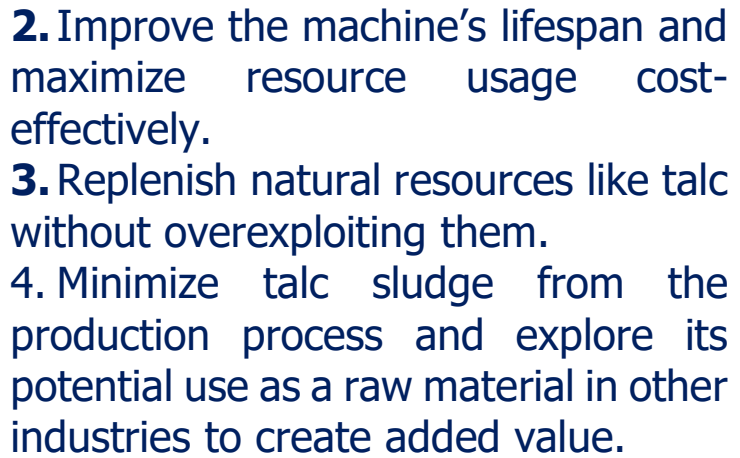 2. Improve the machine’s lifespan and
maximize resource usage cost-
effectively.
3. Replenish natural resources like talc
without overexploiting them.
4. Minimize talc sludge from the
production process and explore its
potential use as a raw material in other
industries to create added value.